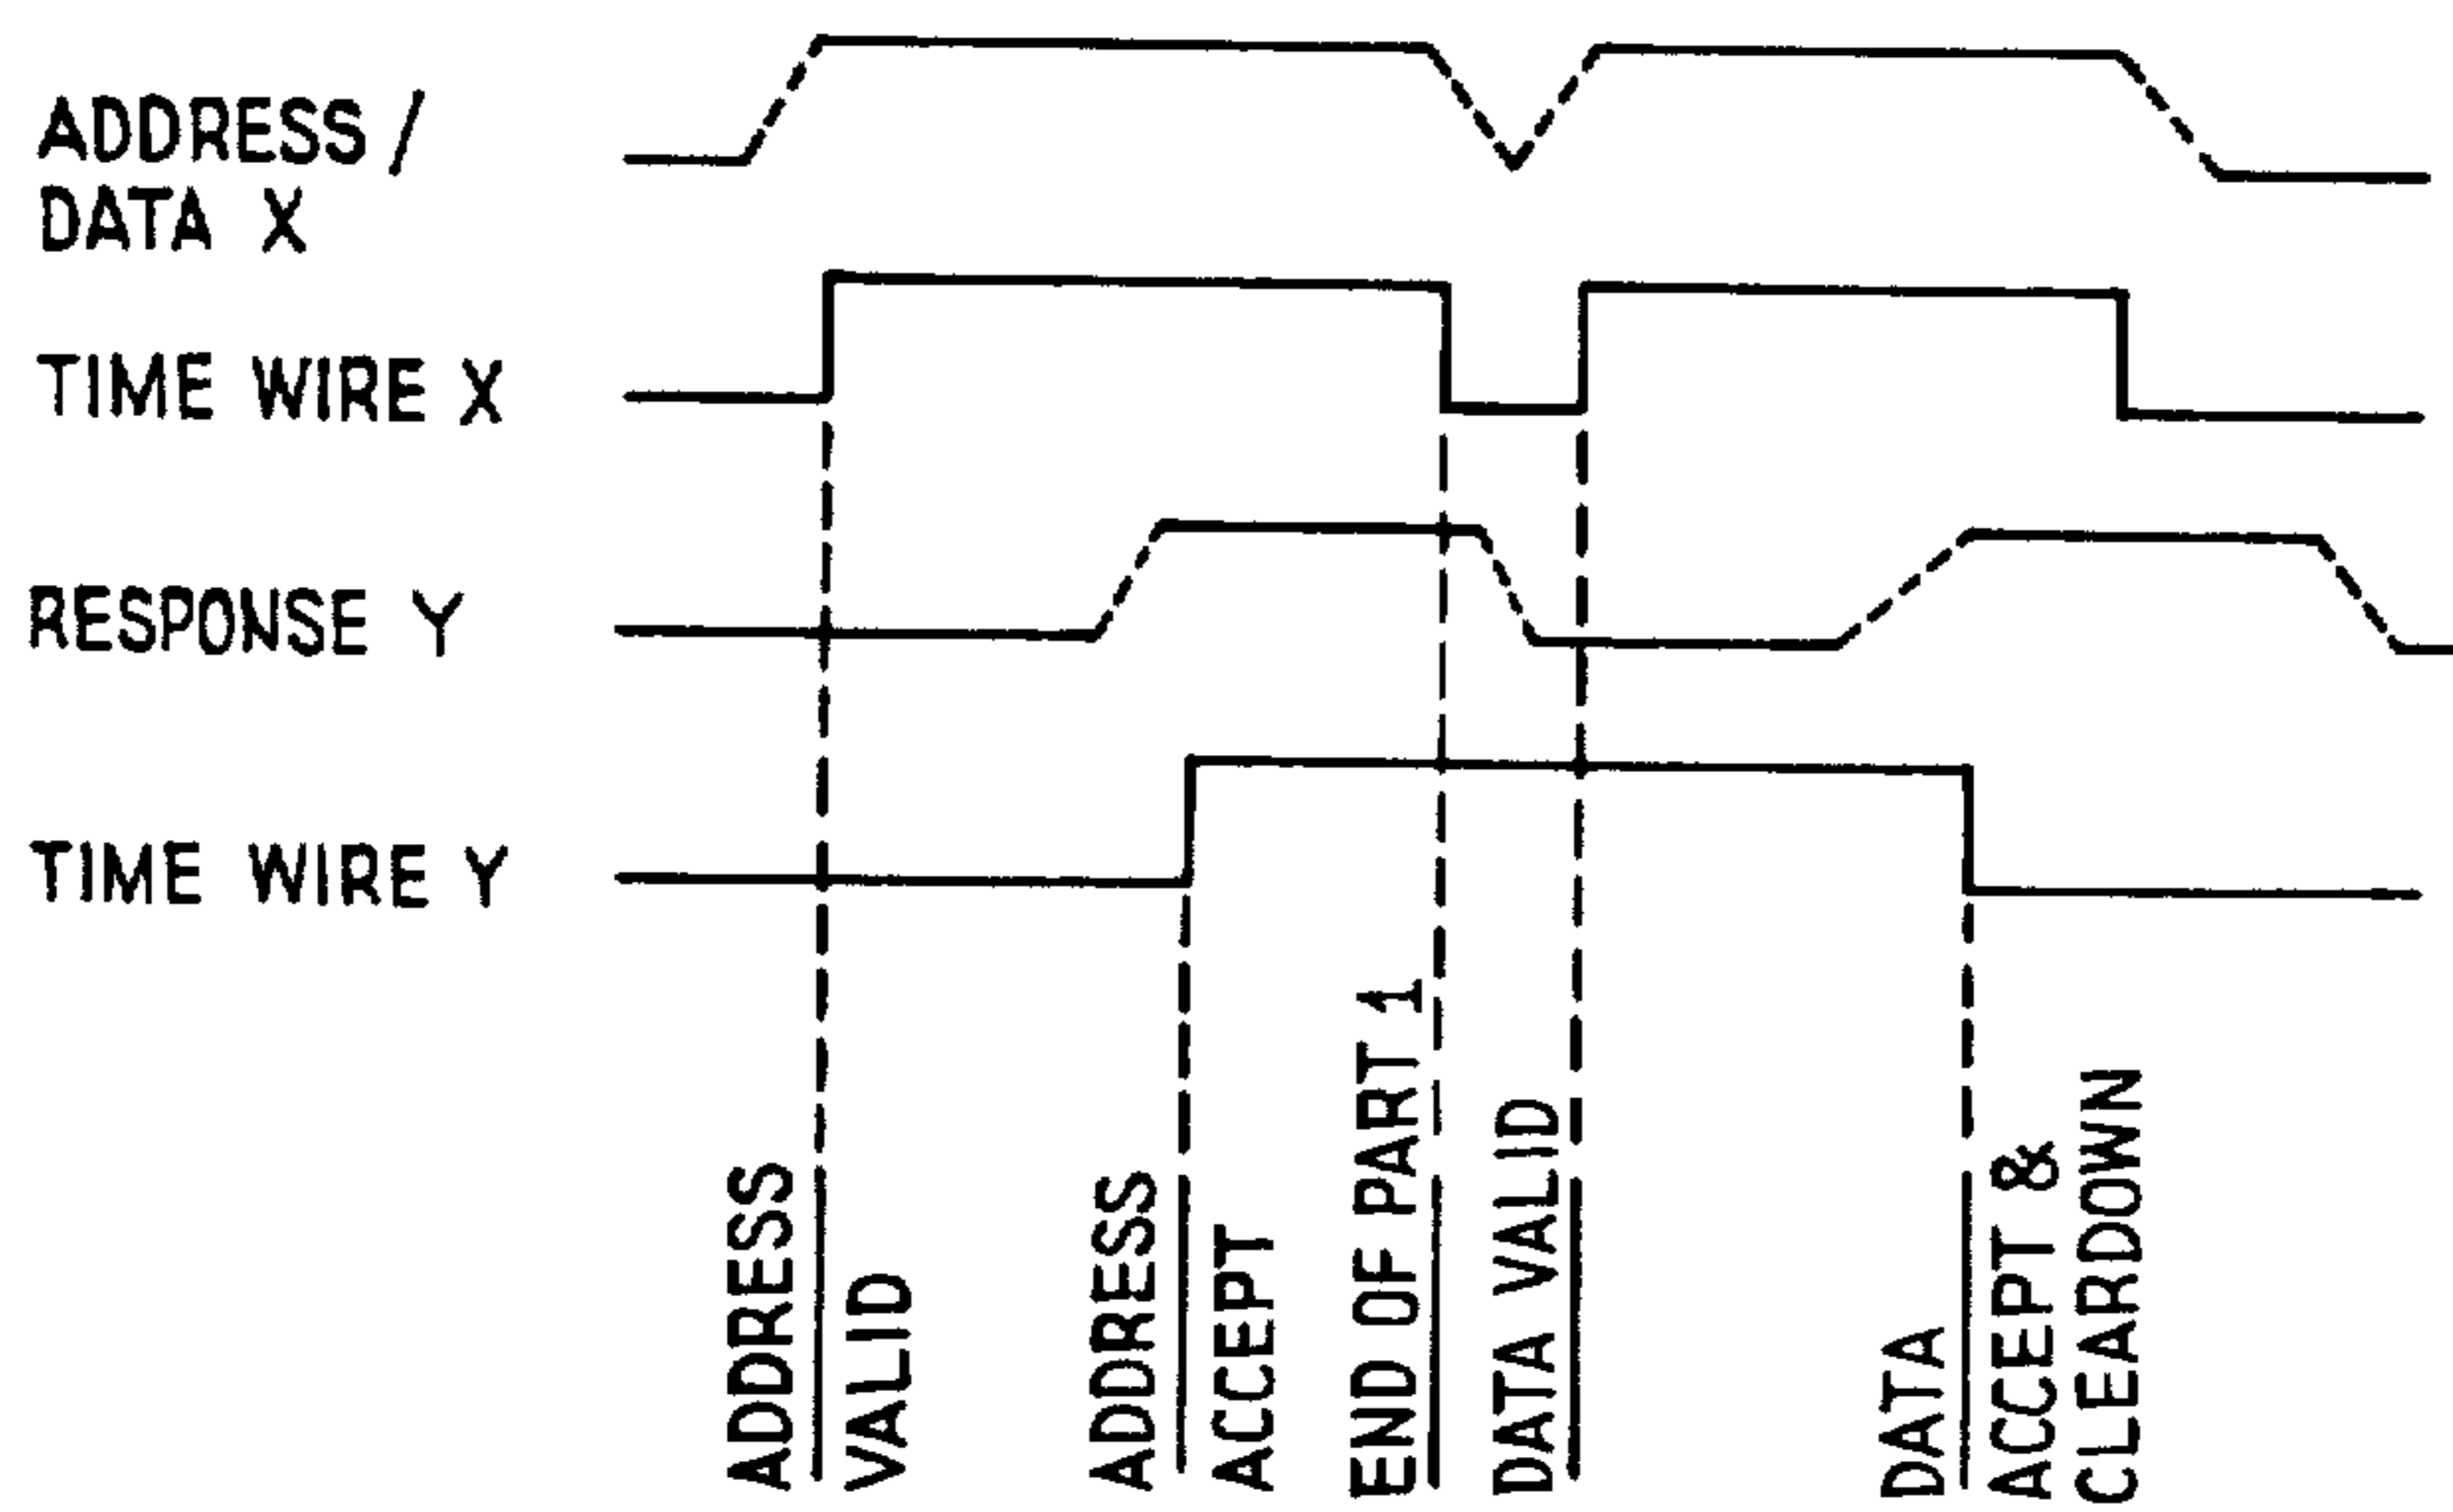 ADDRESS /
DATA X
TIME WIRE X
RESPONSE Y
TIME WIRE Y
ADDRESS
VALID
ADDRESS
ACCEPT
END OF PART 1
DATA VALID
DATA
ACCEPT &
CLEARDOWN